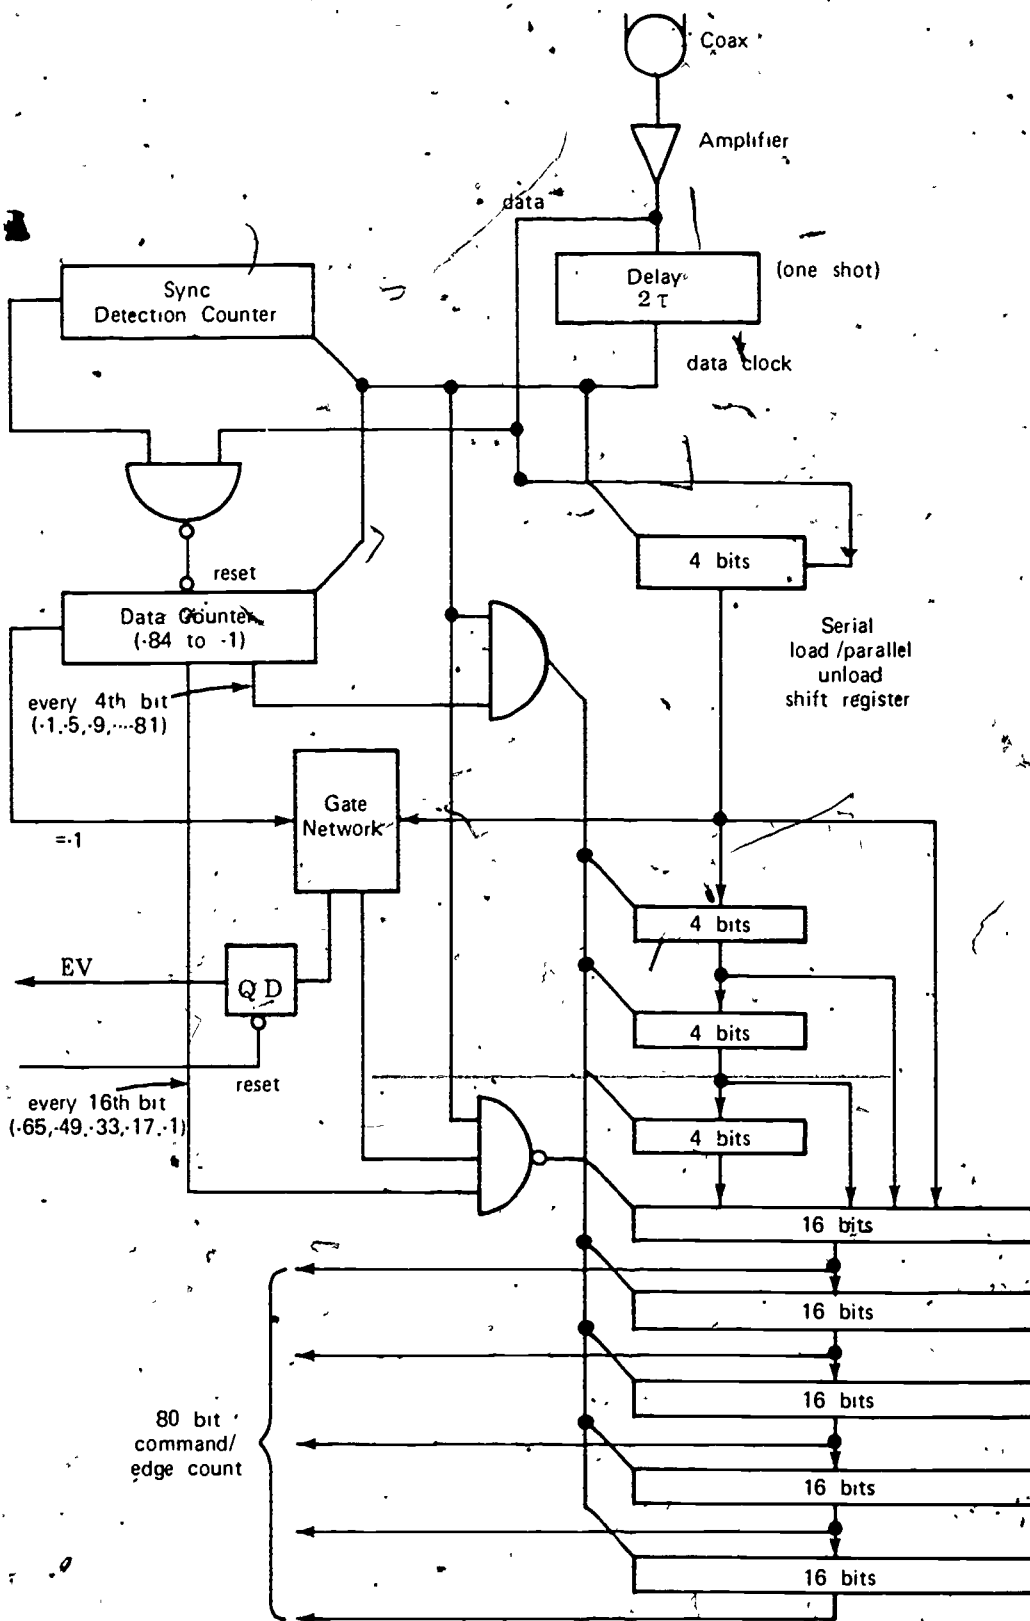 Coax
Amplifier
data
Delay
2τ
(one shot)
data clock
Sync
Detection Counter
reset
4 bits
Data Counter
(-84 to -1)
Serial
load/parallel
unload
shift register
every 4th bit
(-1,-5,-9,----81)
Gate
Network
=-1
4 bits
EV
Q D
4 bits
reset
every 16th bit
(-65,-49,-33,-17,-1)
4 bits
16 bits
16 bits
16 bits
80 bit
command/
edge count
16 bits
16 bits